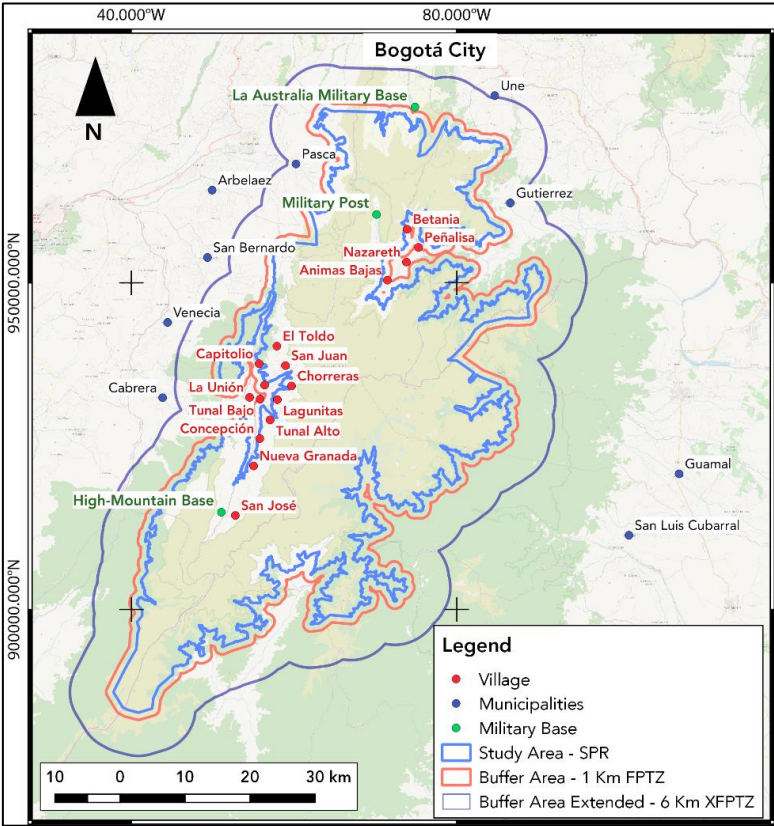 40.000°W
80.000°W
Bogotá City
La Australia Military Base
Une
N
Pasca
Arbelaez
Military Post
Gutierrez
Betania
Peñalisa
San Bernardo
Nazareth
Animas Bajas
950000.000°N
Venecia
El Toldo
Capitolio
San Juan
Chorreras
La Unión
Cabrera
Tunal Bajo
Lagunitas
Concepción
Tunal Alto
Nueva Granada
Guamal
High-Mountain Base
San José
San Luis Cubarral
900000.000°N
Legend
Village
Municipalities
Military Base
Study Area - SPR
Buffer Area - 1 Km FPTZ
Buffer Area Extended - 6 Km XFPTZ
10 0 10 20 30 km